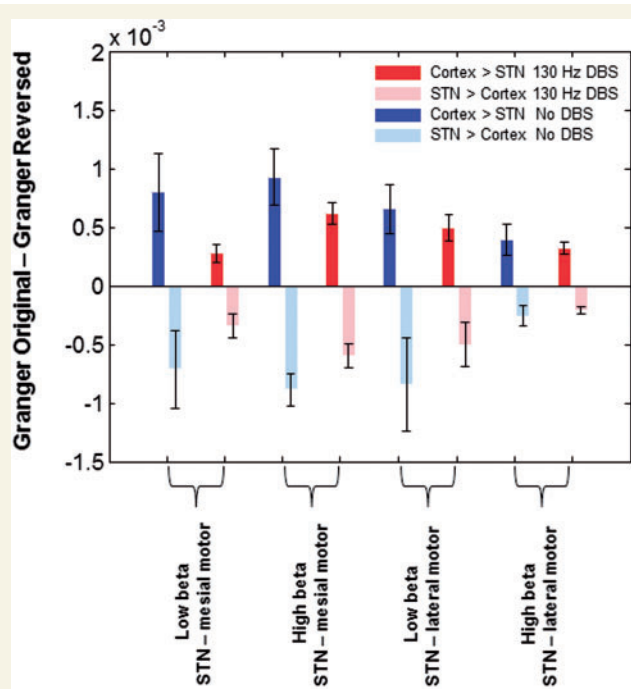 x 10⁻³
2
1.5
1
0.5
0
-0.5
-1
-1.5
Granger Original – Granger Reversed
Cortex > STN 130 Hz DBS
STN > Cortex 130 Hz DBS
Cortex > STN No DBS
STN > Cortex No DBS
Low beta
STN – mesial motor
High beta
STN – mesial motor
Low beta
STN – lateral motor
High beta
STN – lateral motor